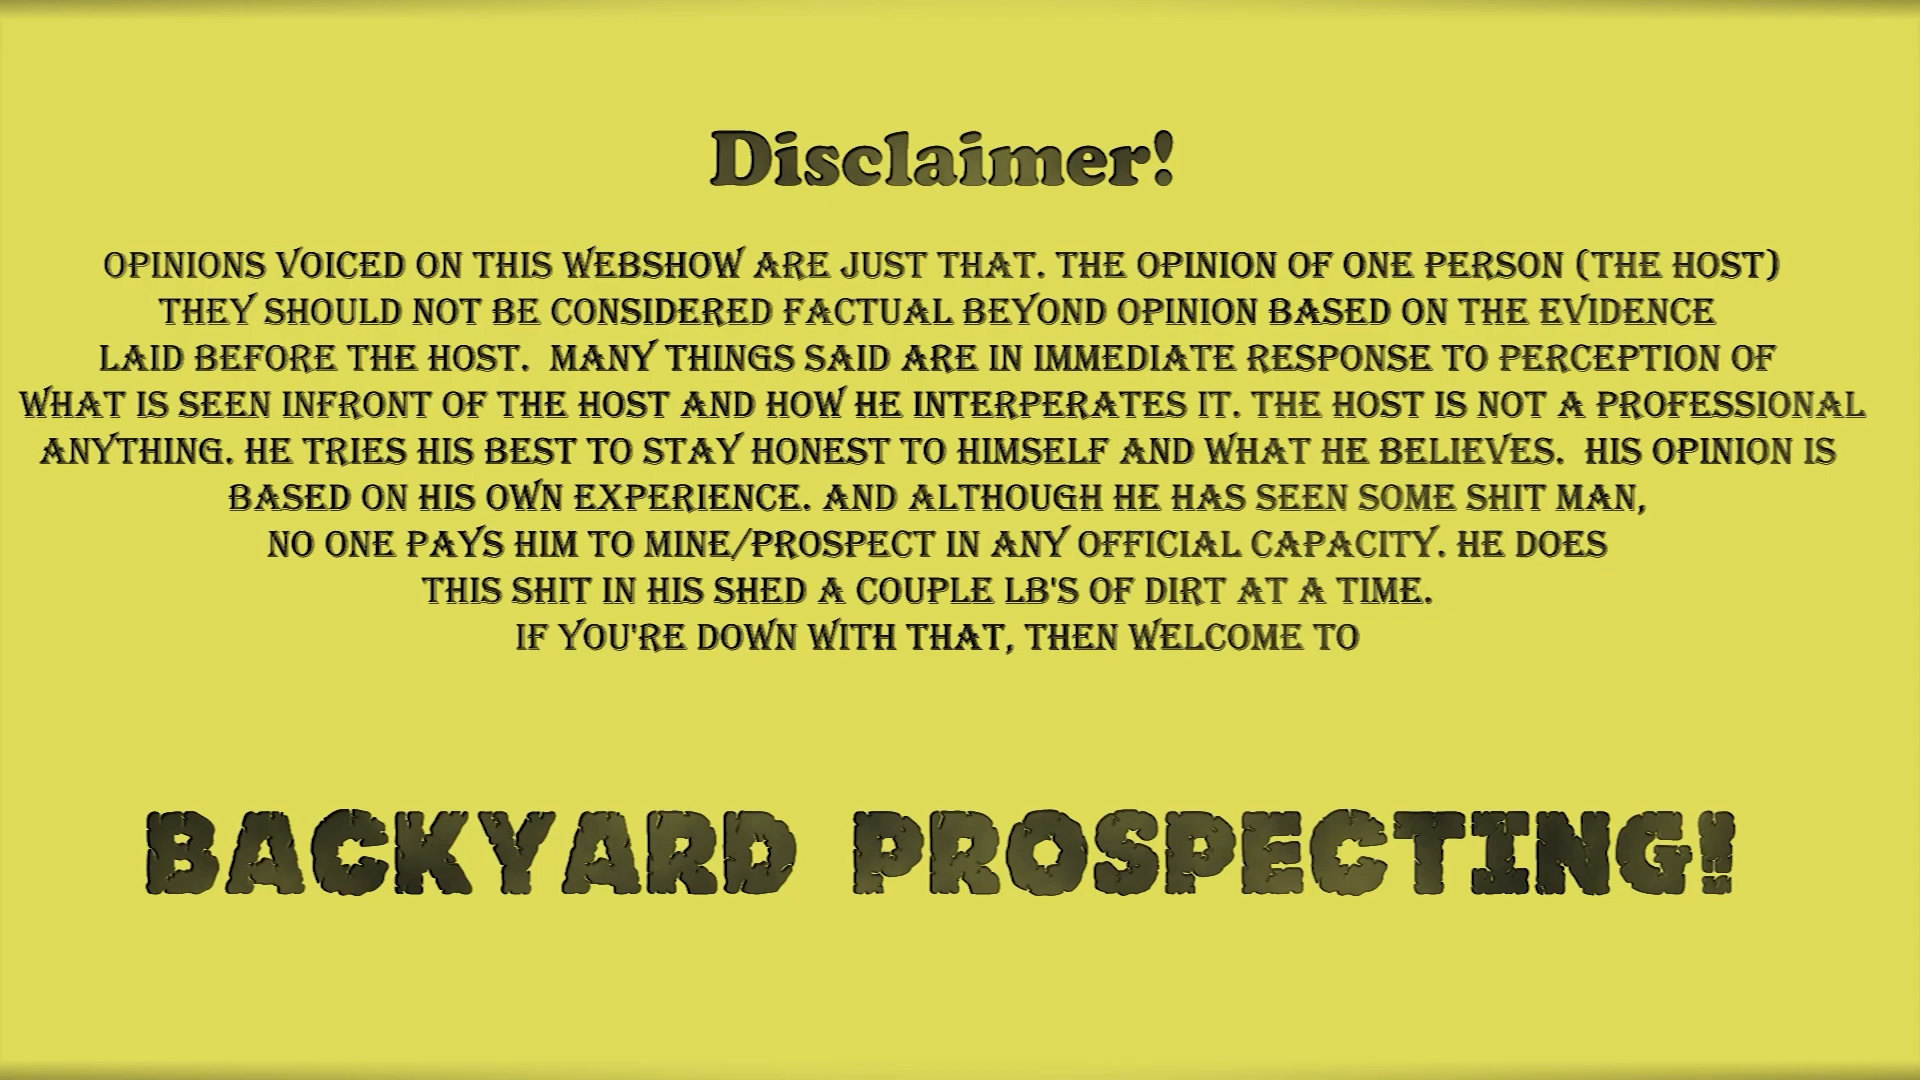 Disclaimer!
OPINIONS VOICED ON THIS WEBSHOW ARE JUST THAT. THE OPINION OF ONE PERSON (THE HOST)
THEY SHOULD NOT BE CONSIDERED FACTUAL BEYOND OPINION BASED ON THE EVIDENCE
LAID BEFORE THE HOST.  MANY THINGS SAID ARE IN IMMEDIATE RESPONSE TO PERCEPTION OF
WHAT IS SEEN INFRONT OF THE HOST AND HOW HE INTERPERATES IT. THE HOST IS NOT A PROFESSIONAL
ANYTHING. HE TRIES HIS BEST TO STAY HONEST TO HIMSELF AND WHAT HE BELIEVES.  HIS OPINION IS
BASED ON HIS OWN EXPERIENCE. AND ALTHOUGH HE HAS SEEN SOME SHIT MAN,
NO ONE PAYS HIM TO MINE/PROSPECT IN ANY OFFICIAL CAPACITY. HE DOES
THIS SHIT IN HIS SHED A COUPLE LB'S OF DIRT AT A TIME.
IF YOU'RE DOWN WITH THAT, THEN WELCOME TO
BACKYARD PROSPECTING!